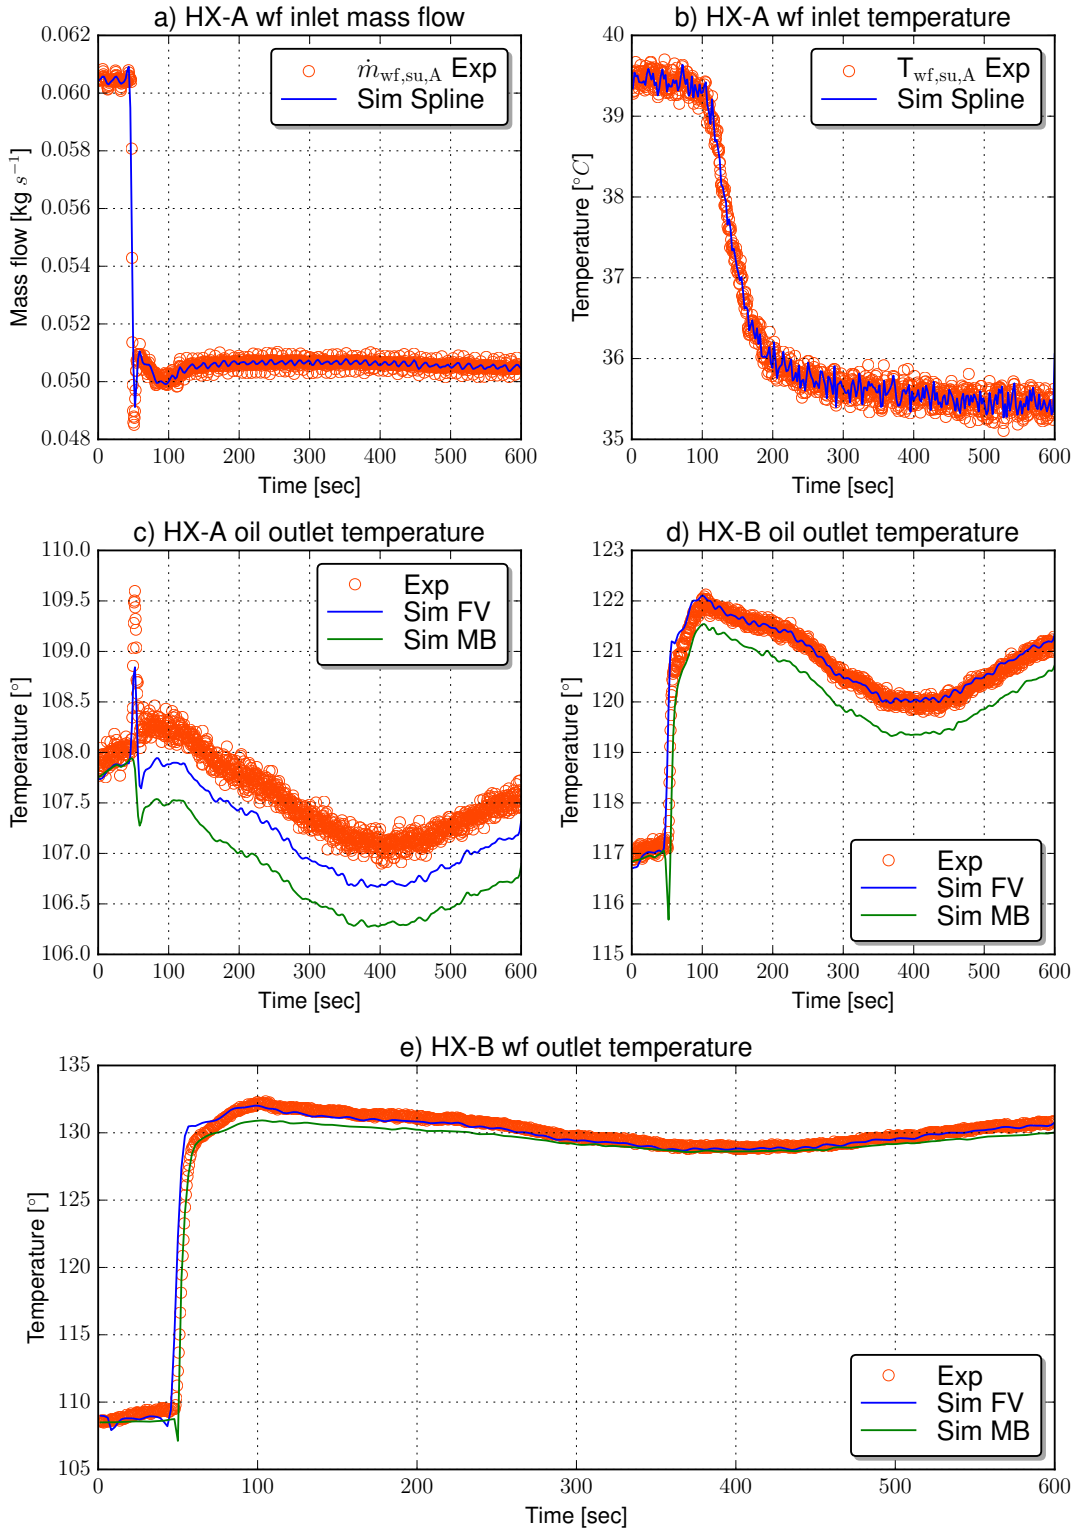 a) HX-A wf inlet mass flow
0.062
0.060
0.058
0.056
0.054
0.052
0.050
0.048
Mass flow [kg s⁻¹]
ṁwf,su,A Exp
Sim Spline
0 100 200 300 400 500 600
Time [sec]
b) HX-A wf inlet temperature
40
39
38
37
36
35
Temperature [°C]
Twf,su,A Exp
Sim Spline
0 100 200 300 400 500 600
Time [sec]
c) HX-A oil outlet temperature
110.0
109.5
109.0
108.5
108.0
107.5
107.0
106.5
106.0
Temperature [°]
Exp
Sim FV
Sim MB
0 100 200 300 400 500 600
Time [sec]
d) HX-B oil outlet temperature
123
122
121
120
119
118
117
116
115
Temperature [°]
Exp
Sim FV
Sim MB
0 100 200 300 400 500 600
Time [sec]
e) HX-B wf outlet temperature
135
130
125
120
115
110
105
Temperature [°]
Exp
Sim FV
Sim MB
0 100 200 300 400 500 600
Time [sec]